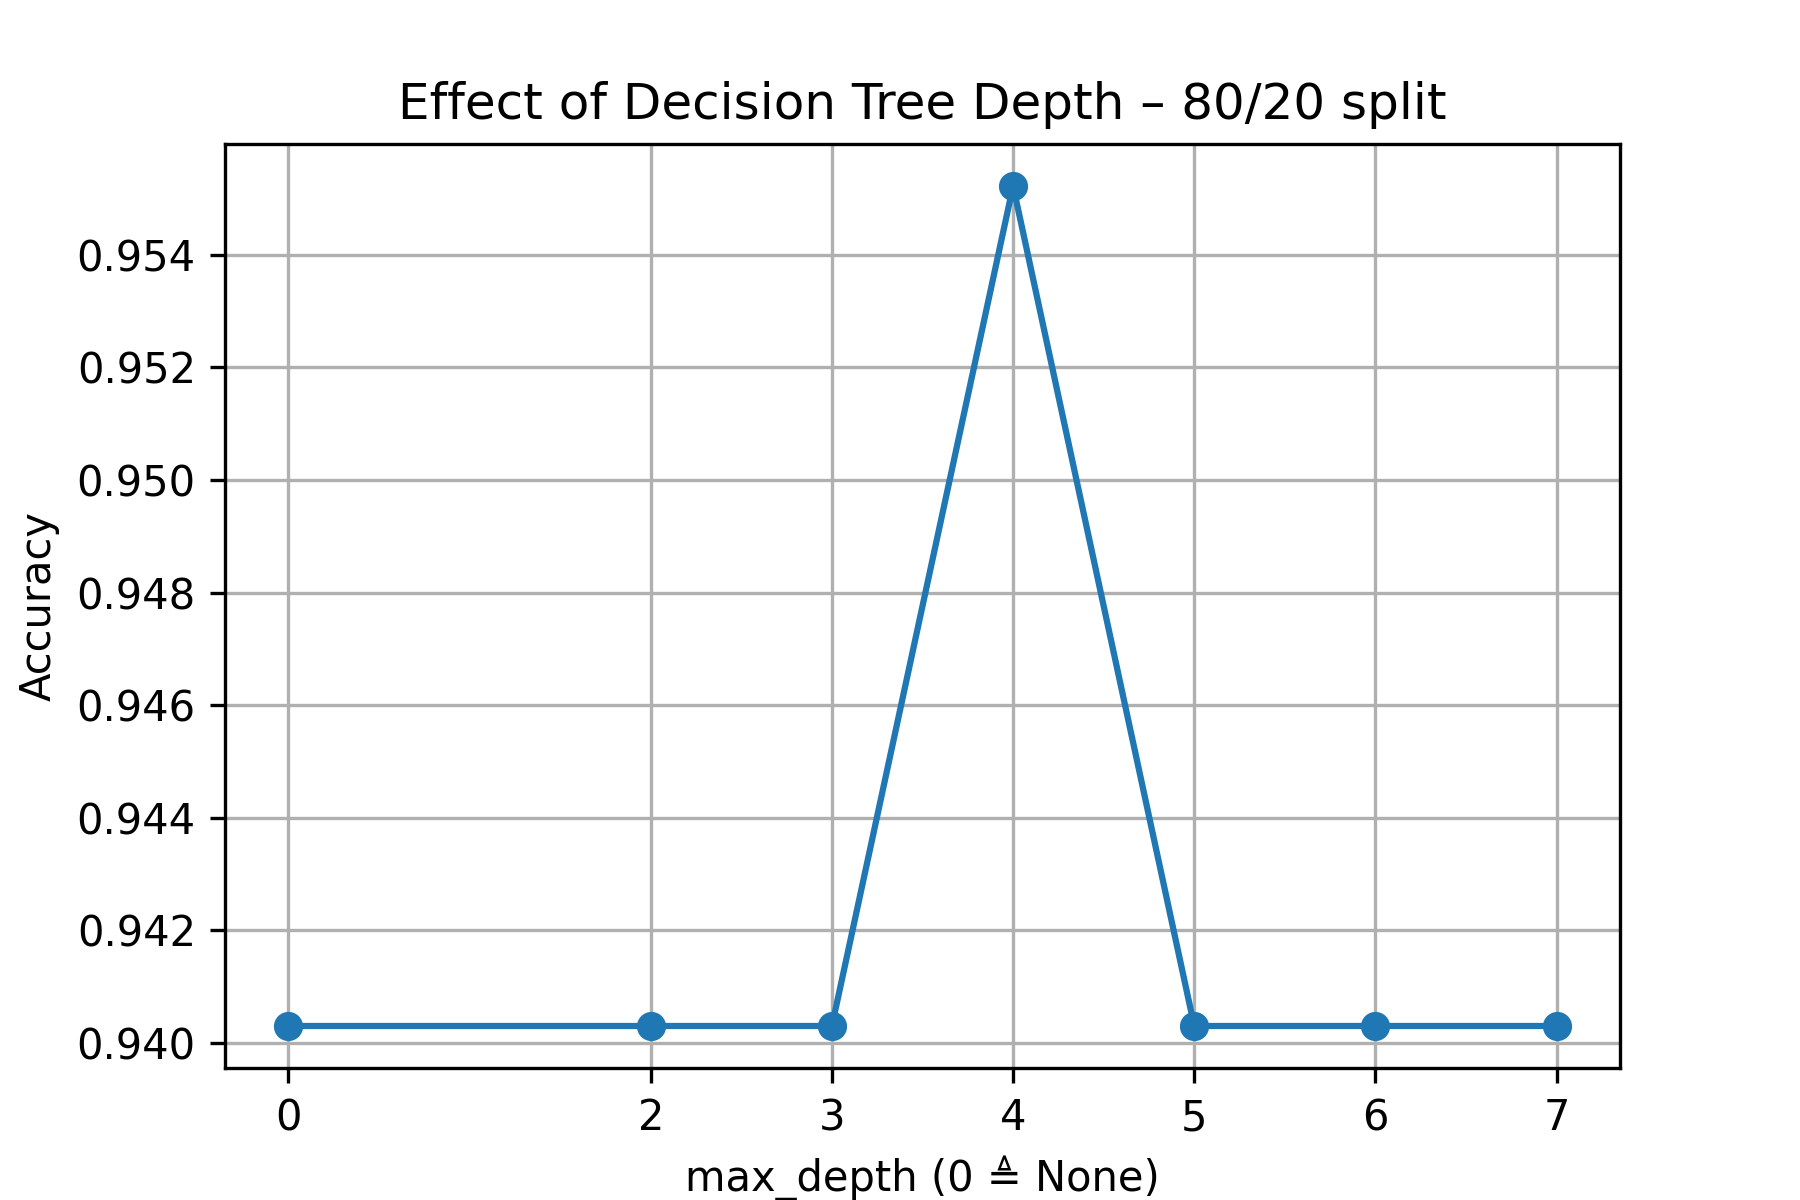 Effect of Decision Tree Depth – 80/20 split
0.954
0.952
0.950
0.948
0.946
0.944
0.942
0.940
Accuracy
0 2 3 4 5 6 7
max_depth (0 ≙ None)